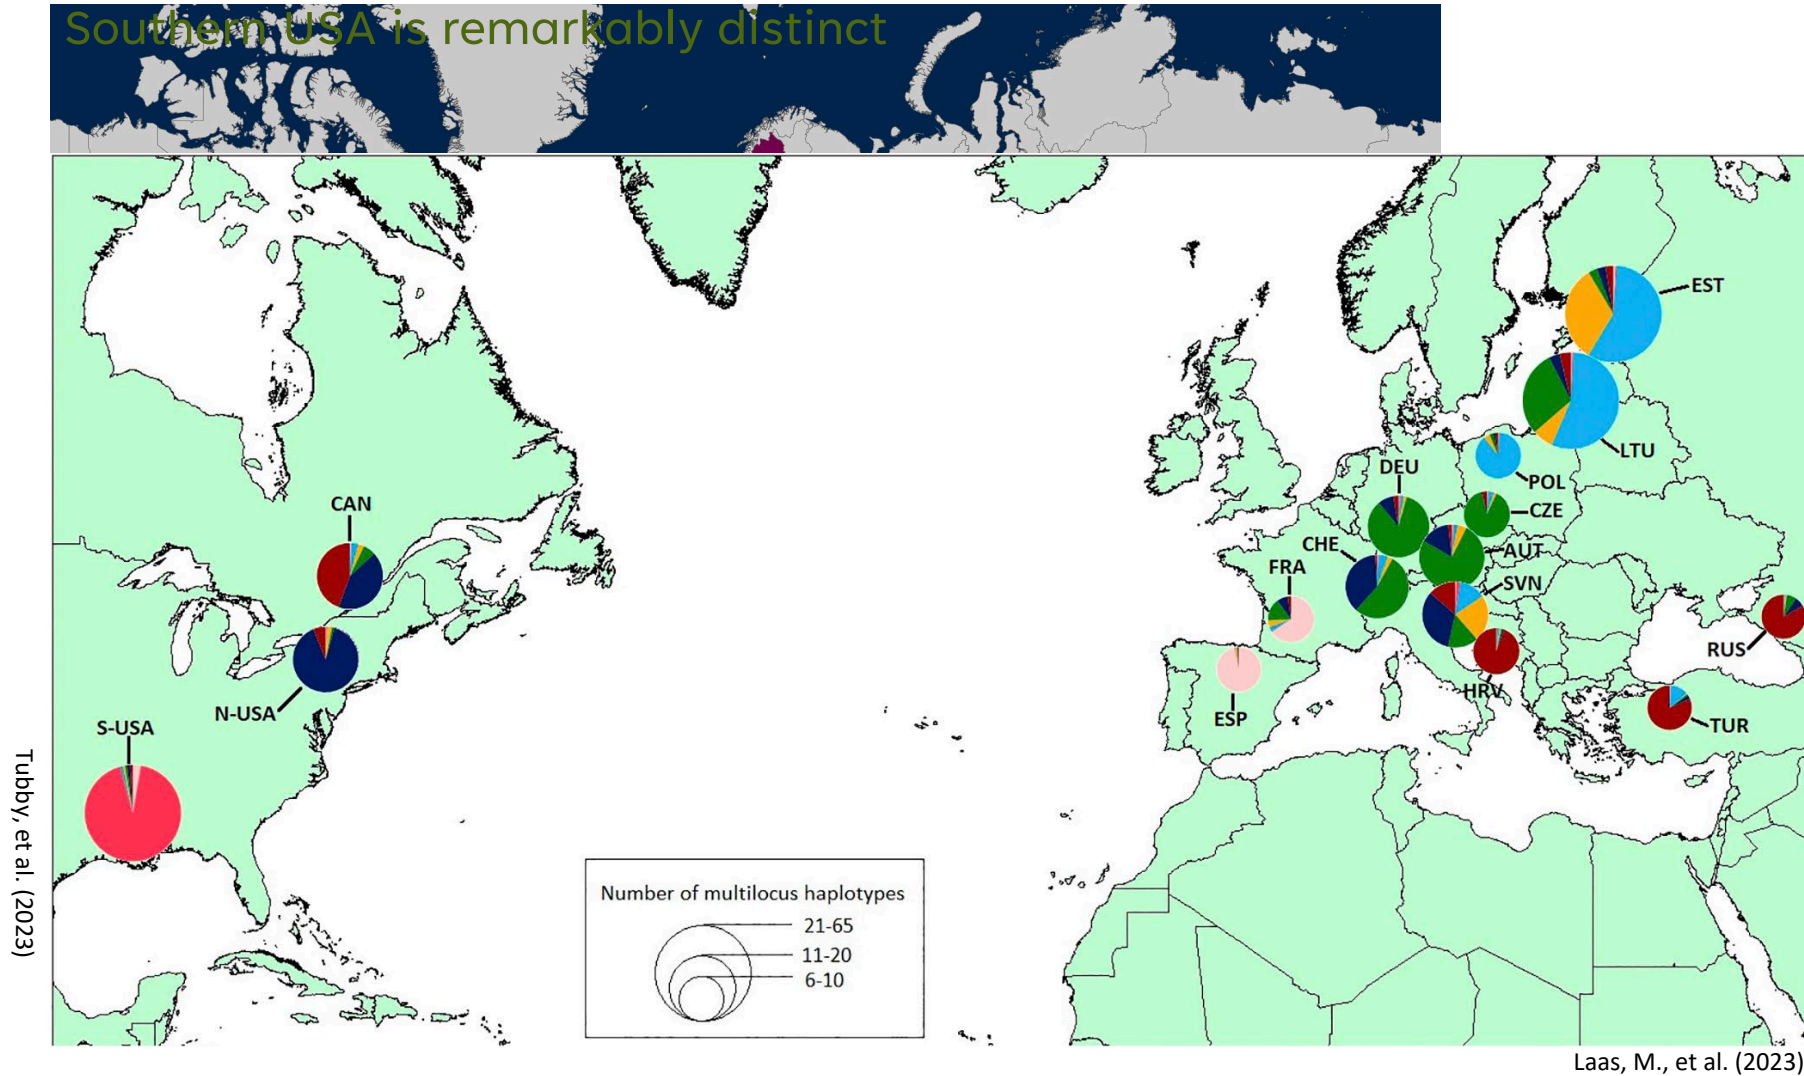 Southern USA is remarkably distinct
EST
LTU
DEU
POL
CZE
CAN
CHE
AUT
FRA
SVN
RUS
HRV
N-USA
ESP
S-USA
TUR
Tubby, et al. (2023)
Number of multilocus haplotypes
21-65
11-20
6-10
Laas, M., et al. (2023)